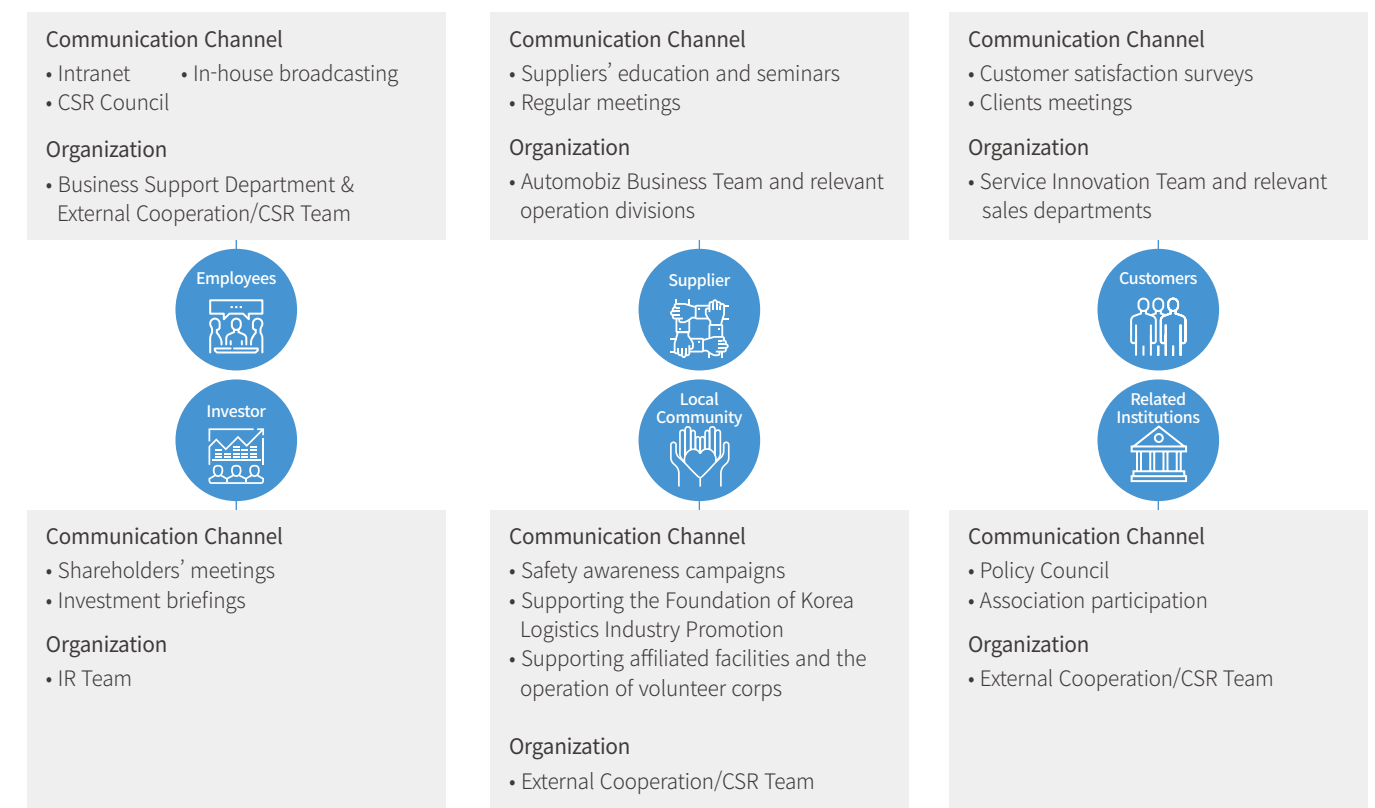 Communication Channel
• Intranet • In-house broadcasting
• CSR Council
Organization
• Business Support Department &
External Cooperation/CSR Team
Employees
Communication Channel
• Suppliers’ education and seminars
• Regular meetings
Organization
• Automobiz Business Team and relevant
operation divisions
Supplier
Communication Channel
• Customer satisfaction surveys
• Clients meetings
Organization
• Service Innovation Team and relevant
sales departments
Customers
Investor
Communication Channel
• Shareholders’ meetings
• Investment briefings
Organization
• IR Team
Local
Community
Communication Channel
• Safety awareness campaigns
• Supporting the Foundation of Korea
Logistics Industry Promotion
• Supporting affiliated facilities and the
operation of volunteer corps
Organization
• External Cooperation/CSR Team
Related
Institutions
Communication Channel
• Policy Council
• Association participation
Organization
• External Cooperation/CSR Team